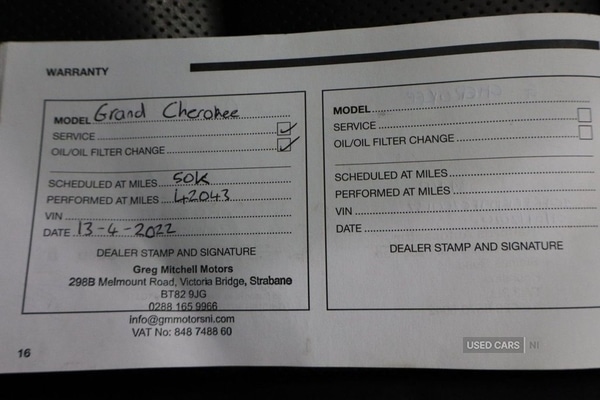 WARRANTY
MODEL Grand Cherokee
SERVICE
OIL/OIL FILTER CHANGE
SCHEDULED AT MILES 50K
PERFORMED AT MILES 42043
VIN
DATE 13-4-2022
DEALER STAMP AND SIGNATURE
Greg Mitchell Motors
298B Melmount Road, Victoria Bridge, Strabane
BT82 9JG
0288 165 9966
info@gmmotorsni.com
VAT No: 848 7488 60
16
MODEL
SERVICE
OIL/OIL FILTER CHANGE
SCHEDULED AT MILES
PERFORMED AT MILES
VIN
DATE
DEALER STAMP AND SIGNATURE
USED CARS NI